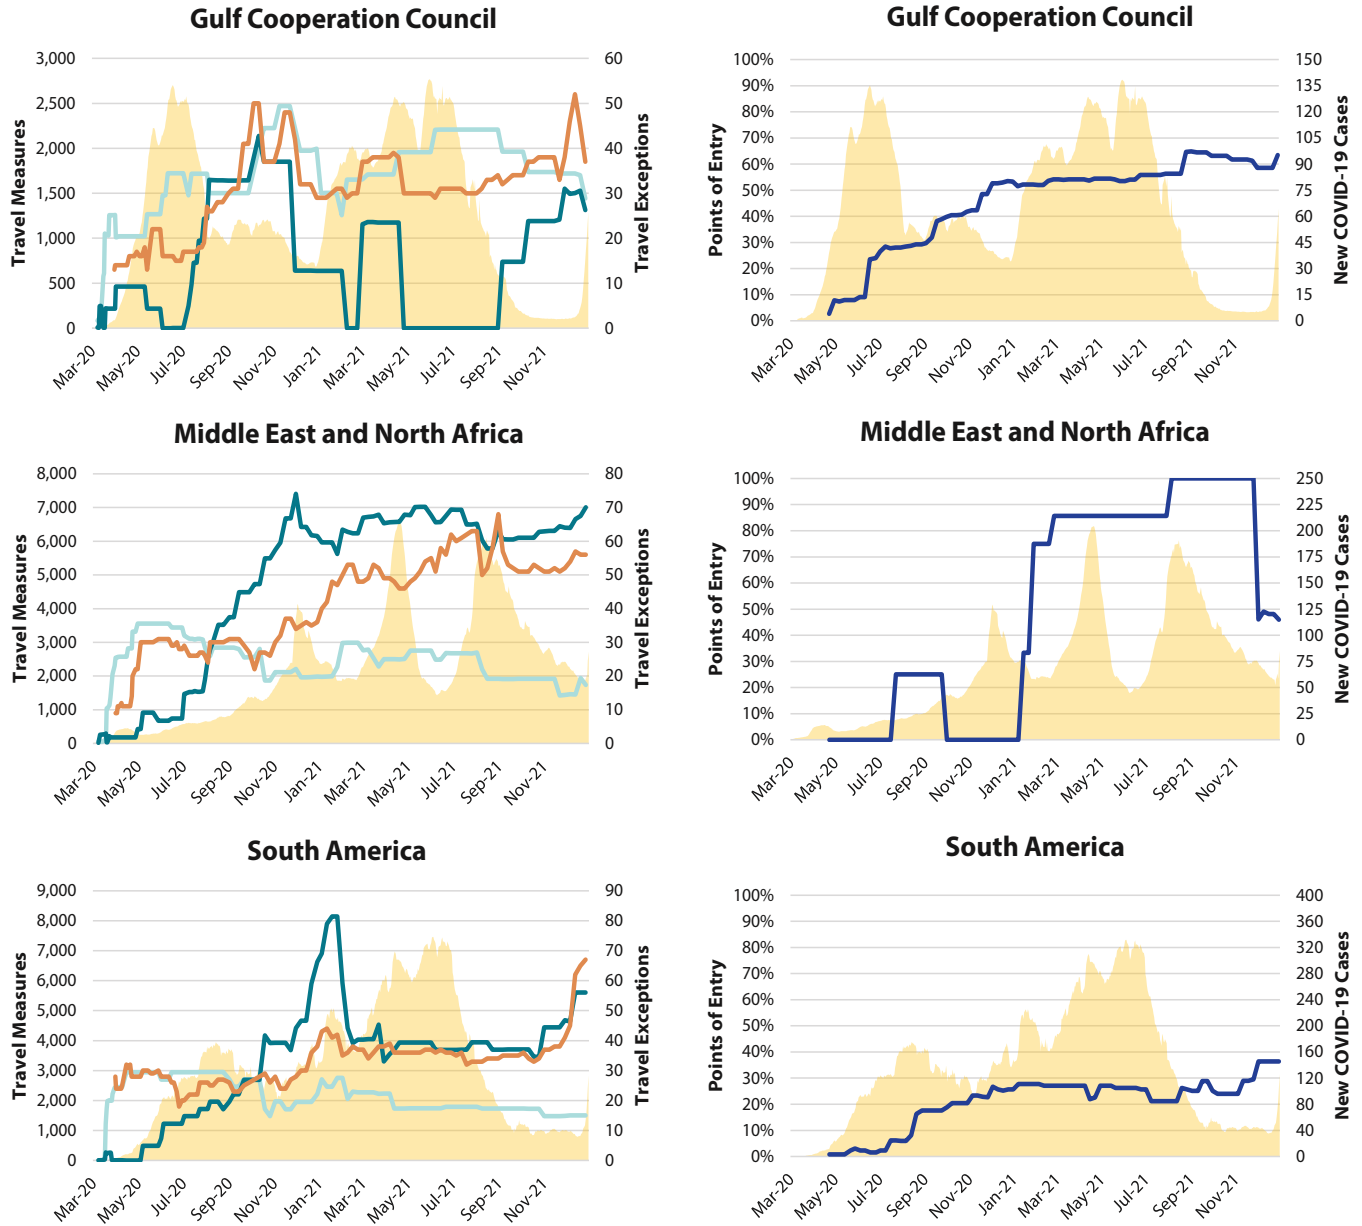 Gulf Cooperation Council
3,000
2,500
2,000
1,500
1,000
500
0
Travel Measures
60
50
40
30
20
10
0
Travel Exceptions
Mar-20
May-20
Jul-20
Sep-20
Nov-20
Jan-21
Mar-21
May-21
Jul-21
Sep-21
Nov-21
Gulf Cooperation Council
100%
90%
80%
70%
60%
50%
40%
30%
20%
10%
0%
Points of Entry
150
135
120
105
90
75
60
45
30
15
0
New COVID-19 Cases
Mar-20
May-20
Jul-20
Sep-20
Nov-20
Jan-21
Mar-21
May-21
Jul-21
Sep-21
Nov-21
Middle East and North Africa
8,000
7,000
6,000
5,000
4,000
3,000
2,000
1,000
0
Travel Measures
80
70
60
50
40
30
20
10
0
Travel Exceptions
Mar-20
May-20
Jul-20
Sep-20
Nov-20
Jan-21
Mar-21
May-21
Jul-21
Sep-21
Nov-21
Middle East and North Africa
100%
90%
80%
70%
60%
50%
40%
30%
20%
10%
0%
Points of Entry
250
225
200
175
150
125
100
75
50
25
0
New COVID-19 Cases
Mar-20
May-20
Jul-20
Sep-20
Nov-20
Jan-21
Mar-21
May-21
Jul-21
Sep-21
Nov-21
South America
9,000
8,000
7,000
6,000
5,000
4,000
3,000
2,000
1,000
0
Travel Measures
90
80
70
60
50
40
30
20
10
0
Travel Exceptions
Mar-20
May-20
Jul-20
Sep-20
Nov-20
Jan-21
Mar-21
May-21
Jul-21
Sep-21
Nov-21
South America
100%
90%
80%
70%
60%
50%
40%
30%
20%
10%
0%
Points of Entry
400
360
320
280
240
200
160
120
80
40
0
New COVID-19 Cases
Mar-20
May-20
Jul-20
Sep-20
Nov-20
Jan-21
Mar-21
May-21
Jul-21
Sep-21
Nov-21